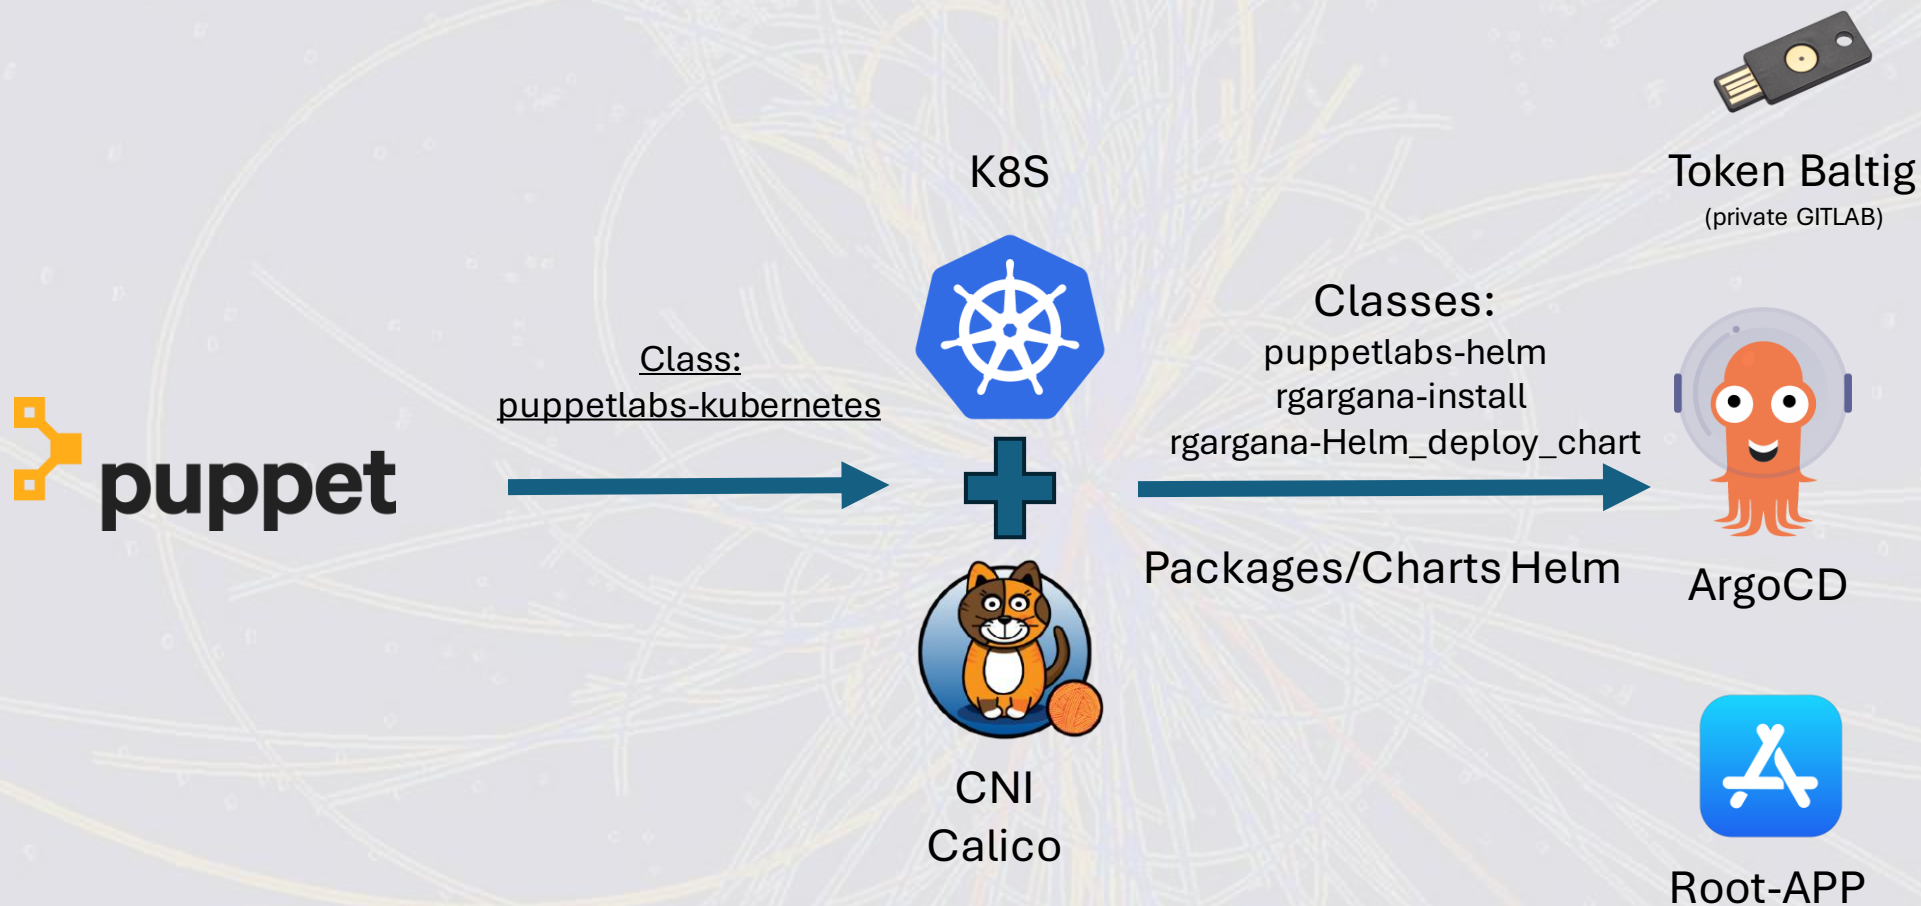 puppet
Class:
puppetlabs-kubernetes
K8S
CNI
Calico
Classes:
puppetlabs-helm
rgargana-install
rgargana-Helm_deploy_chart
Packages/Charts Helm
Token Baltig
(private GITLAB)
ArgoCD
Root-APP